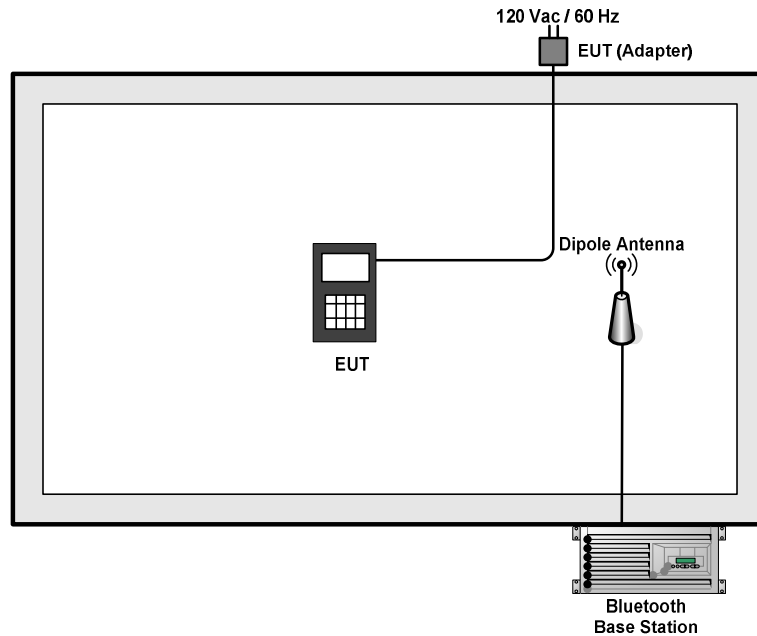 120 Vac / 60 Hz
EUT (Adapter)
Dipole Antenna
EUT
Bluetooth
Base Station